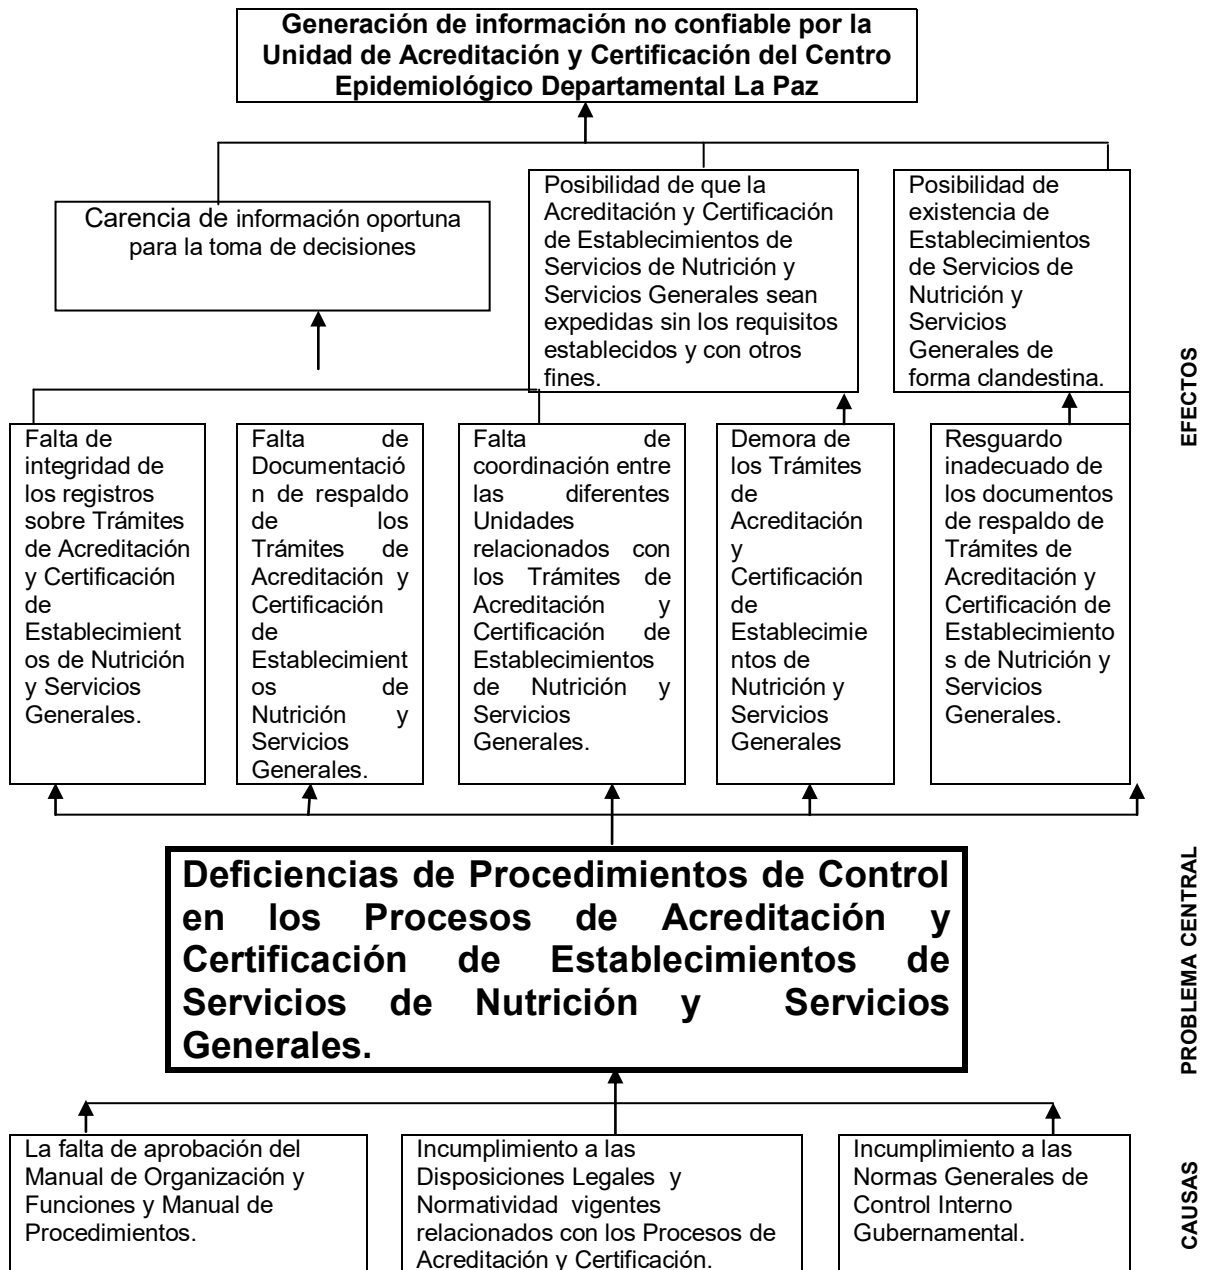 Generación de información no confiable por la
Unidad de Acreditación y Certificación del Centro
Epidemiológico Departamental La Paz
Carencia de información oportuna
para la toma de decisiones
Posibilidad de que la
Acreditación y Certificación
de Establecimientos de
Servicios de Nutrición y
Servicios Generales sean
expedidas sin los requisitos
establecidos y con otros
fines.
Posibilidad de
existencia de
Establecimientos
de Servicios de
Nutrición y
Servicios
Generales de
forma clandestina.
EFECTOS
Falta de
integridad de
los registros
sobre Trámites
de Acreditación
y Certificación
de
Establecimient
os de Nutrición
y Servicios
Generales.
Falta de
Documentació
n de respaldo
de los
Trámites de
Acreditación y
Certificación
de
Establecimient
os de
Nutrición y
Servicios
Generales.
Falta de
coordinación entre
las diferentes
Unidades
relacionados con
los Trámites de
Acreditación y
Certificación de
Establecimientos
de Nutrición y
Servicios
Generales.
Demora de
los Trámites
de
Acreditación
y
Certificación
de
Establecimie
ntos de
Nutrición y
Servicios
Generales
Resguardo
inadecuado de
los documentos
de respaldo de
Trámites de
Acreditación y
Certificación de
Establecimiento
s de Nutrición y
Servicios
Generales.
Deficiencias de Procedimientos de Control
en los Procesos de Acreditación y
Certificación de Establecimientos de
Servicios de Nutrición y Servicios
Generales.
PROBLEMA CENTRAL
La falta de aprobación del
Manual de Organización y
Funciones y Manual de
Procedimientos.
Incumplimiento a las
Disposiciones Legales y
Normatividad vigentes
relacionados con los Procesos de
Acreditación y Certificación.
Incumplimiento a las
Normas Generales de
Control Interno
Gubernamental.
CAUSAS